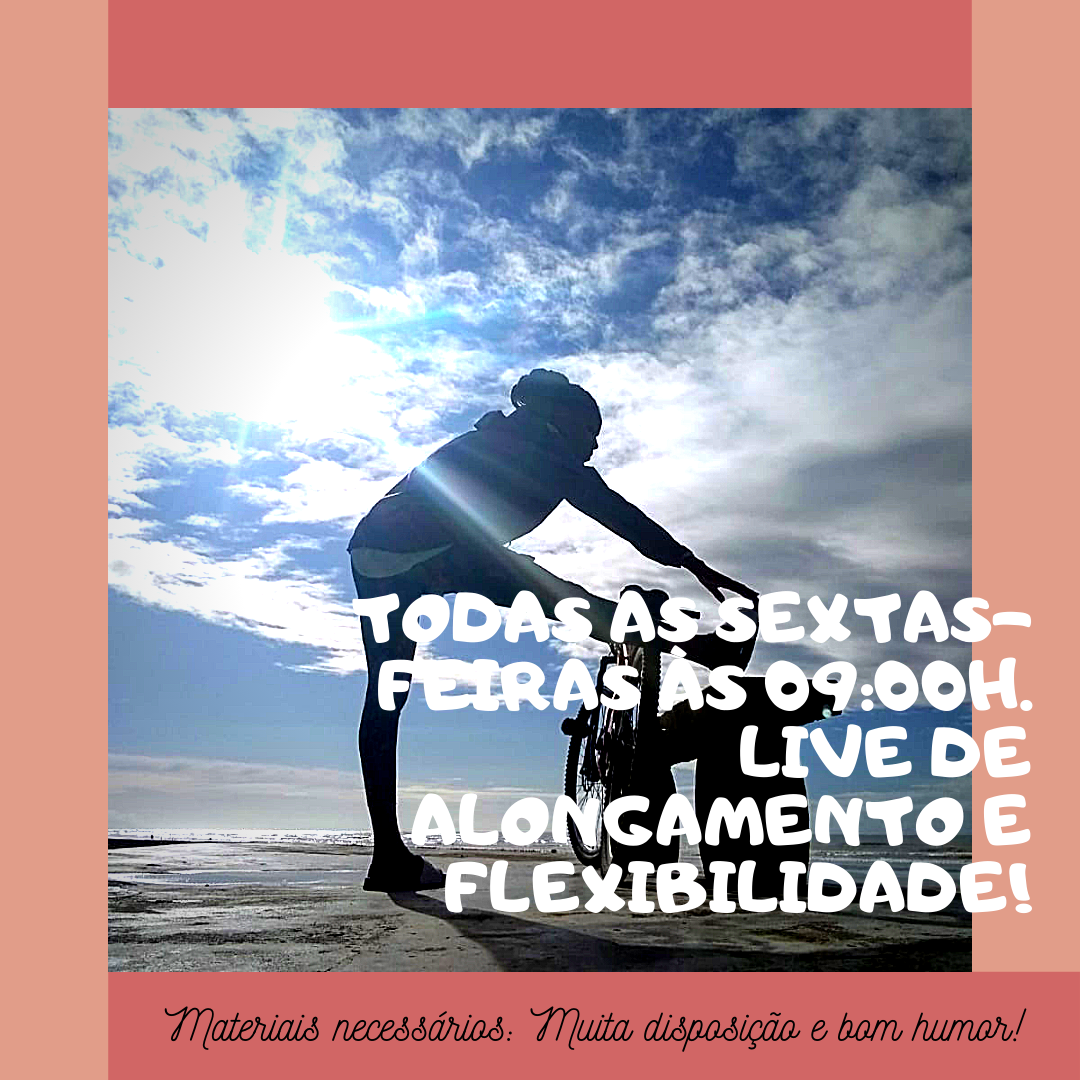 TODAS AS SEXTAS-
FEIRAS ÀS 09:00H.
LIVE DE
ALONGAMENTO E
FLEXIBILIDADE!
Materiais necessários: Muita disposição e bom humor!